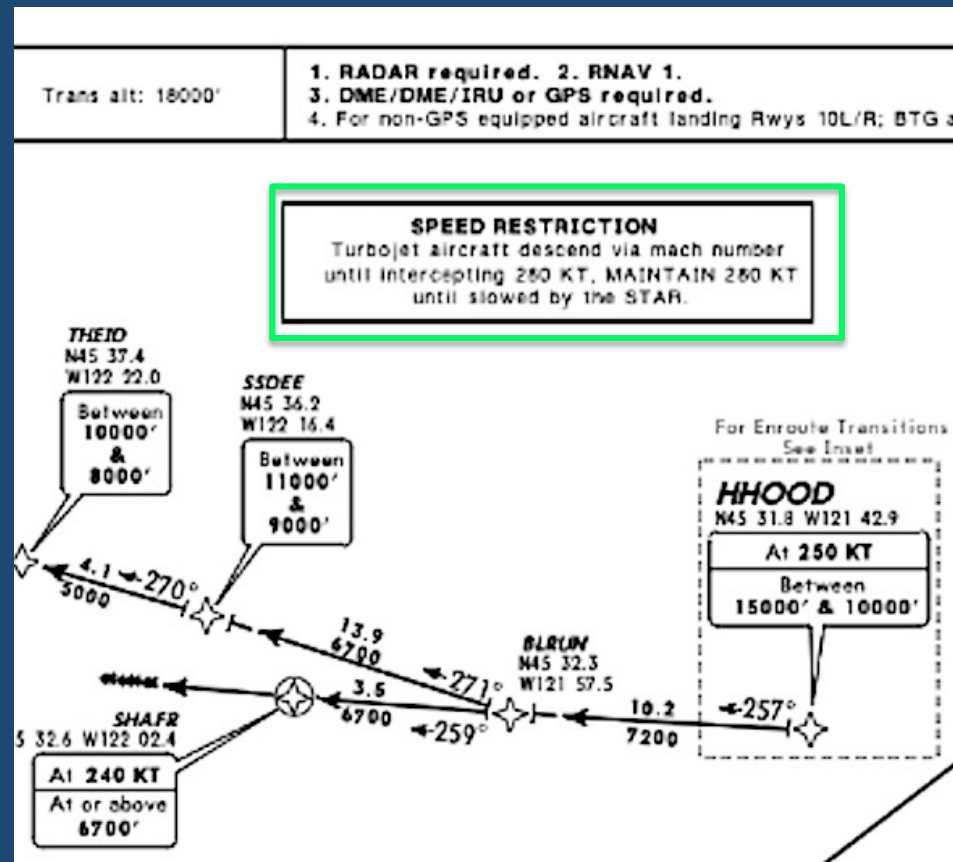 Trans alt: 18000'
1. RADAR required. 2. RNAV 1.
3. DME/DME/IRU or GPS required.
4. For non-GPS equipped aircraft landing Rwys 10L/R; BTG
SPEED RESTRICTION
Turbojet aircraft descend via mach number
until intercepting 280 KT, MAINTAIN 280 KT
until slowed by the STAR.
THEIO
N45 37.4
W122 22.0
Between
10000'
&
8000'
SSDEE
N45 36.2
W122 16.4
Between
11000'
&
9000'
For Enroute Transitions
See Inset
HHOOD
N45 31.8 W121 42.9
At 250 KT
Between
15000' & 10000'
4.1
270°
5000
13.9
6700
271°
BLRUN
N45 32.3
W121 57.5
10.2
257°
7200
3.5
6700
259°
SHAFR
5 32.6 W122 02.4
At 240 KT
At or above
6700'